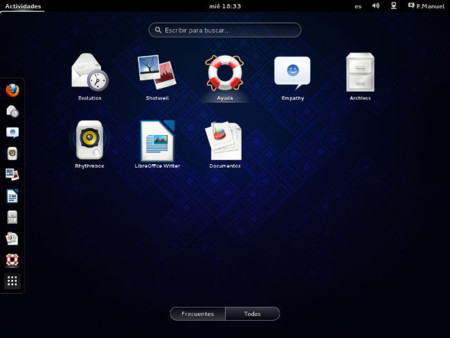 Actividades
mié 18:33
es
F.Manuel
Escribir para buscar...
Evolution
Shotwell
Ayuda
Empathy
Archivos
Rhythmbox
LibreOffice Writer
Documentos
Frecuentes
Todas